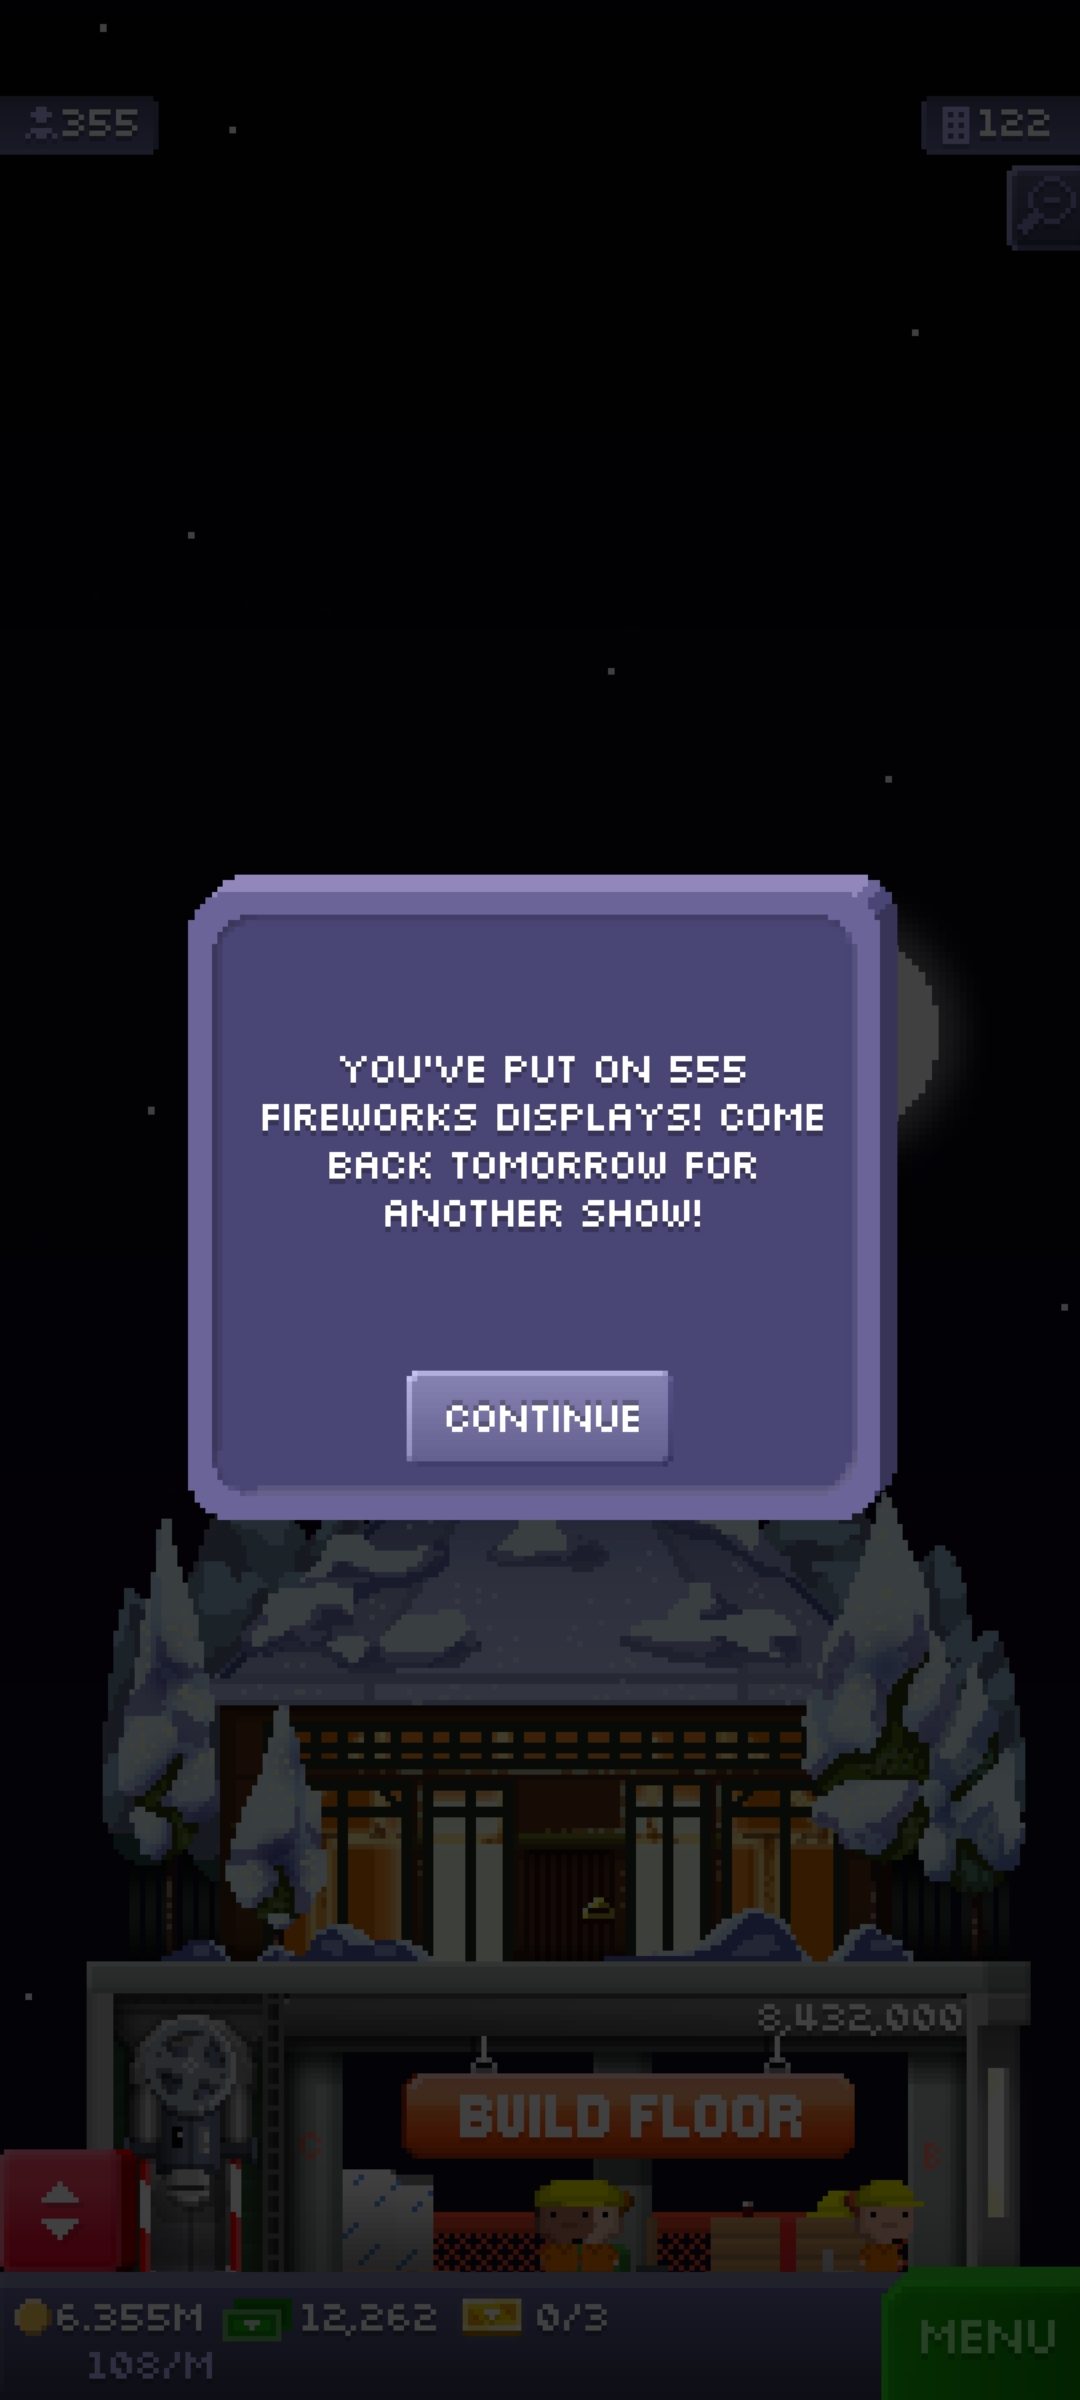 355
122
YOU'VE PUT ON 555
FIREWORKS DISPLAYS! COME
BACK TOMORROW FOR
ANOTHER SHOW!
CONTINUE
8,432,000
BUILD FLOOR
6.355M 12,262 0/3
108/M
MENU